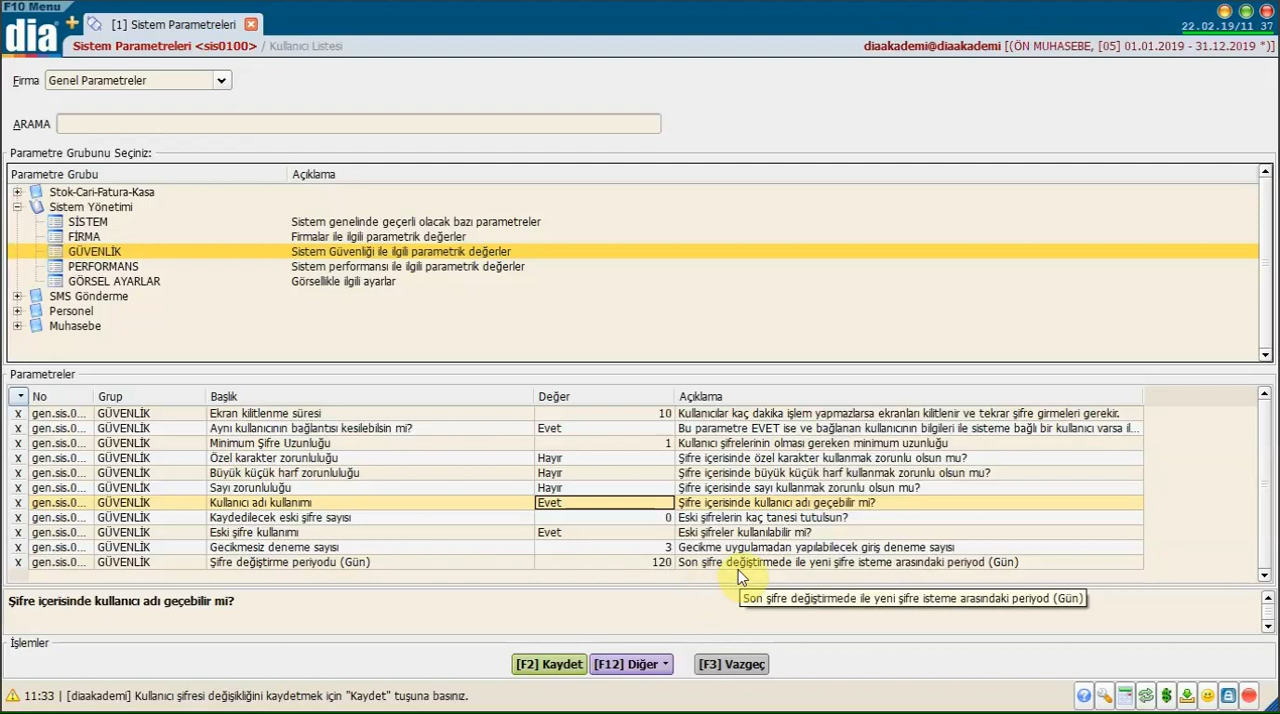 F10 Menu
dia
[1] Sistem Parametreleri
22.02.19/11 37
Sistem Parametreleri <sis0100> / Kullanıcı Listesi
diaakademi@diaakademi [(ÖN MUHASEBE, [05] 01.01.2019 - 31.12.2019 *)]
Firma Genel Parametreler
ARAMA
Parametre Grubunu Seçiniz:
Parametre Grubu Açıklama
Stok-Cari-Fatura-Kasa
Sistem Yönetimi
SİSTEM Sistem genelinde geçerli olacak bazı parametreler
FİRMA Firmalar ile ilgili parametrik değerler
GÜVENLİK Sistem Güvenliği ile ilgili parametrik değerler
PERFORMANS Sistem performansı ile ilgili parametrik değerler
GÖRSEL AYARLAR Görsellikle ilgili ayarlar
SMS Gönderme
Personel
Muhasebe
Parametreler
No Grup Başlık Değer Açıklama
x gen.sis.0... GÜVENLİK Ekran kilitlenme süresi 10 Kullanıcılar kaç dakika işlem yapmazlarsa ekranları kilitlenir ve tekrar şifre girmeleri gerekir.
x gen.sis.0... GÜVENLİK Aynı kullanıcının bağlantısı kesilebilsin mi? Evet Bu parametre EVET ise ve bağlanan kullanıcının bilgileri ile sisteme bağlı bir kullanıcı varsa il...
x gen.sis.0... GÜVENLİK Minimum Şifre Uzunluğu 1 Kullanıcı şifrelerinin olması gereken minimum uzunluğu
x gen.sis.0... GÜVENLİK Özel karakter zorunluluğu Hayır Şifre içerisinde özel karakter kullanmak zorunlu olsun mu?
x gen.sis.0... GÜVENLİK Büyük küçük harf zorunluluğu Hayır Şifre içerisinde büyük küçük harf kullanmak zorunlu olsun mu?
x gen.sis.0... GÜVENLİK Sayı zorunluluğu Hayır Şifre içerisinde sayı kullanmak zorunlu olsun mu?
x gen.sis.0... GÜVENLİK Kullanıcı adı kullanımı Evet Şifre içerisinde kullanıcı adı geçebilir mi?
x gen.sis.0... GÜVENLİK Kaydedilecek eski şifre sayısı 0 Eski şifrelerin kaç tanesi tutulsun?
x gen.sis.0... GÜVENLİK Eski şifre kullanımı Evet Eski şifreler kullanılabilir mi?
x gen.sis.0... GÜVENLİK Gecikmesiz deneme sayısı 3 Gecikme uygulamadan yapılabilecek giriş deneme sayısı
x gen.sis.0... GÜVENLİK Şifre değiştirme periyodu (Gün) 120 Son şifre değiştirmede ile yeni şifre isteme arasındaki periyod (Gün)
Son şifre değiştirmede ile yeni şifre isteme arasındaki periyod (Gün)
Şifre içerisinde kullanıcı adı geçebilir mi?
İşlemler
[F2] Kaydet [F12] Diğer [F3] Vazgeç
11:33 | [diaakademi] Kullanıcı şifresi değişikliğini kaydetmek için "Kaydet" tuşuna basınız.